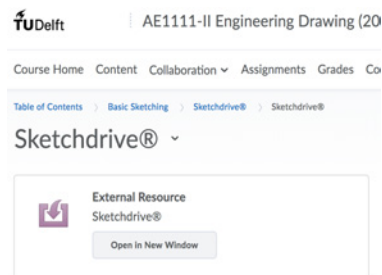 TUDelft
AE1111-II Engineering Drawing (20
Course Home Content Collaboration Assignments Grades Co
Table of Contents > Basic Sketching > Sketchdrive® > Sketchdrive®
Sketchdrive®
External Resource
Sketchdrive®
Open in New Window